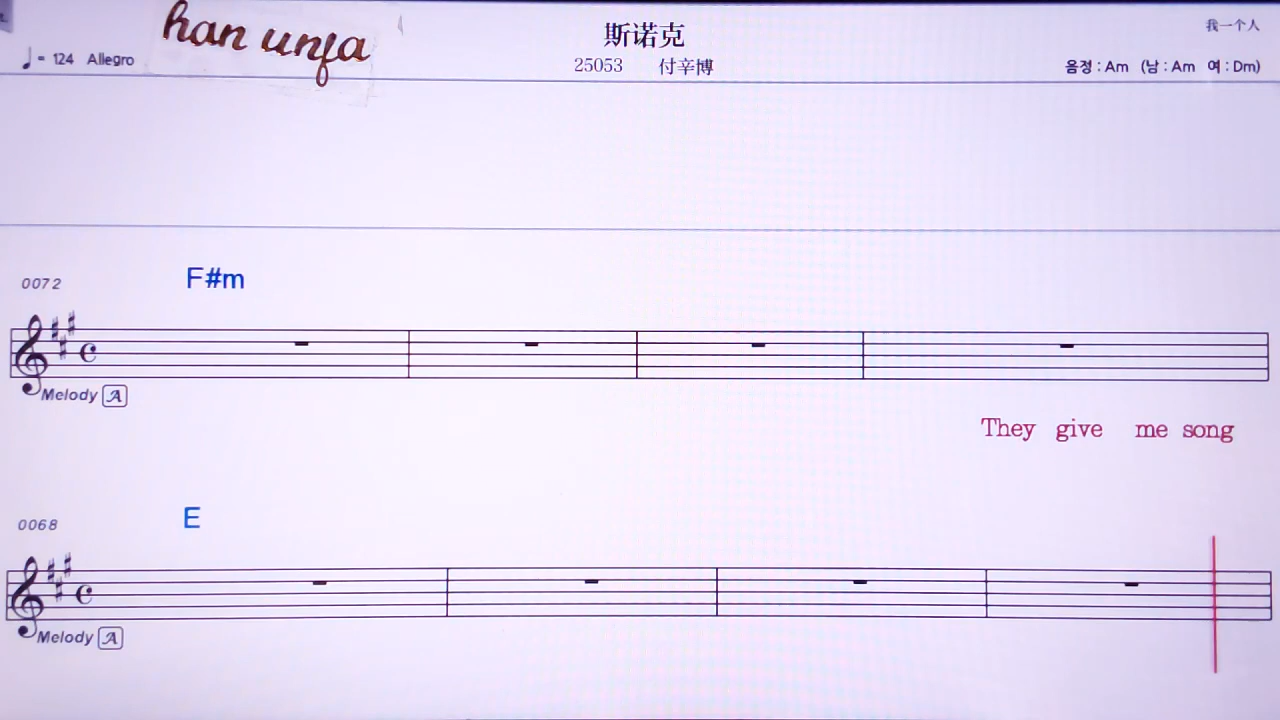 han unfa
斯诺克
我一个人
♩= 124 Allegro
25053 付辛博
음정 : Am (남 : Am 여 : Dm)
0072 F#m
Melody A
They give me song
0068 E
Melody A